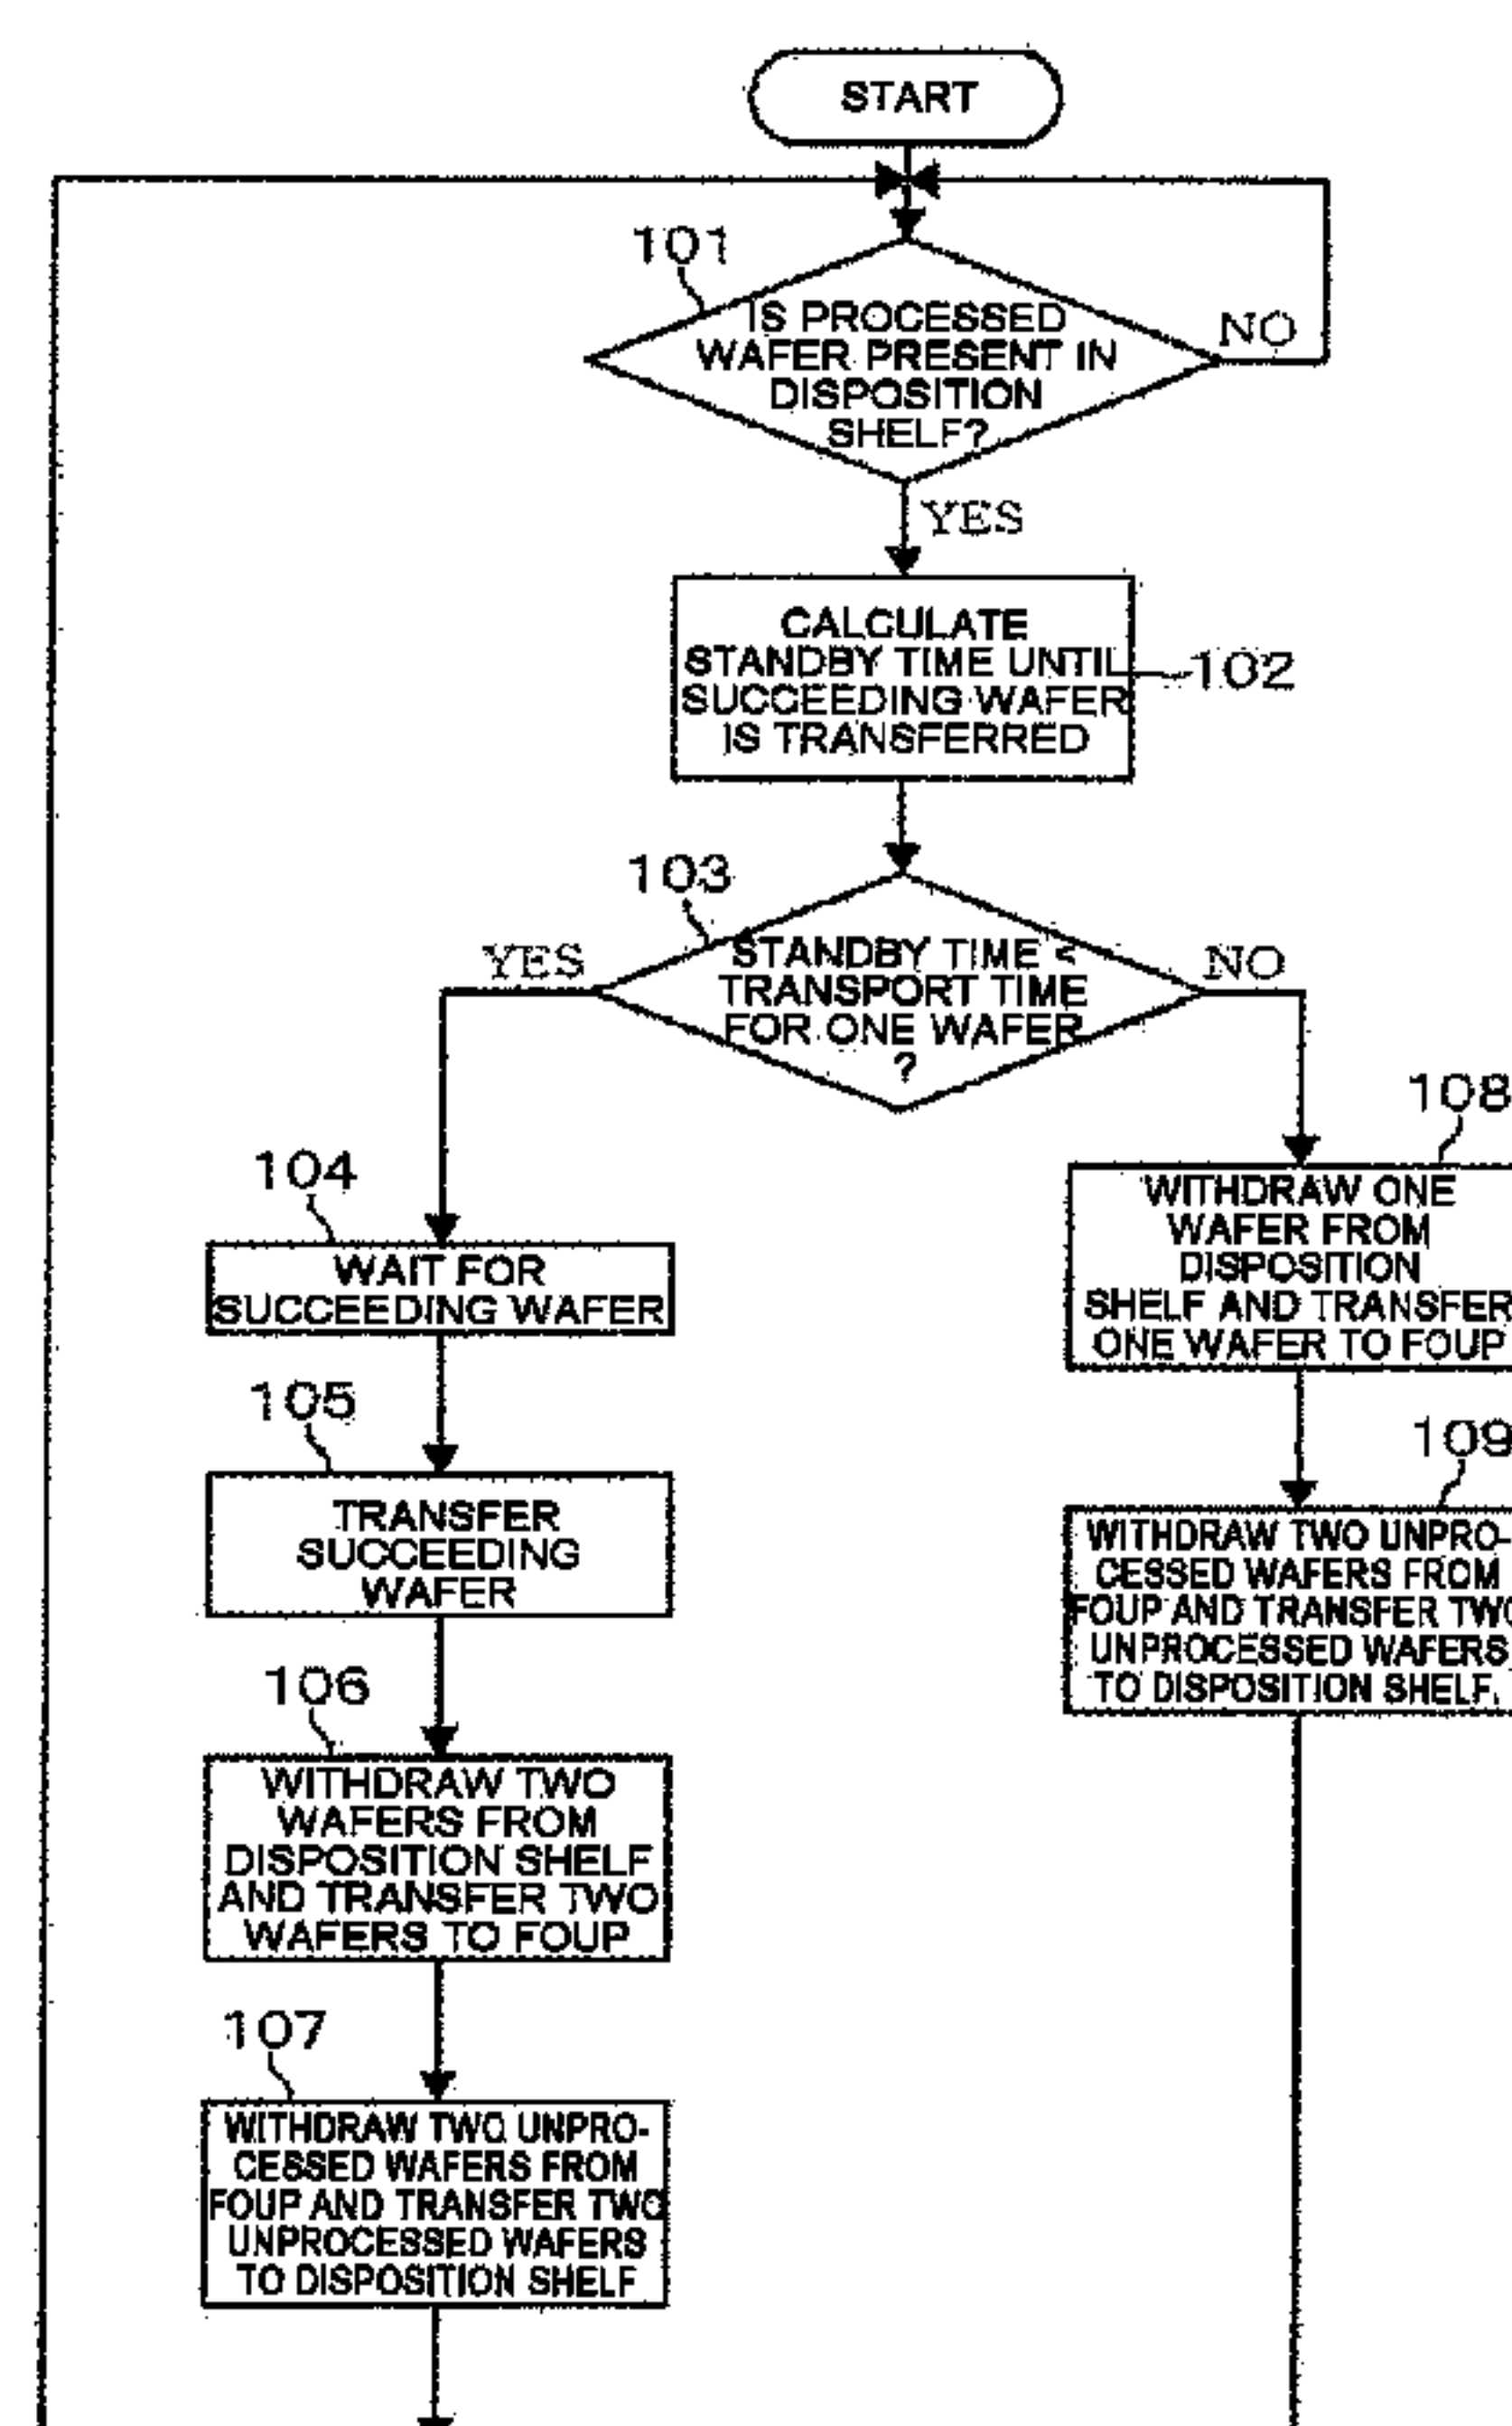 START
101
IS PROCESSED
WAFER PRESENT IN
DISPOSITION
SHELF?
NO
YES
CALCULATE
STANDBY TIME UNTIL
SUCCEEDING WAFER
IS TRANSFERRED
102
103
YES
STANDBY TIME <
TRANSPORT TIME
FOR ONE WAFER
?
NO
104
WAIT FOR
SUCCEEDING WAFER
105
TRANSFER
SUCCEEDING
WAFER
106
WITHDRAW TWO
WAFERS FROM
DISPOSITION SHELF
AND TRANSFER TWO
WAFERS TO FOUP
107
WITHDRAW TWO UNPRO-
CESSED WAFERS FROM
FOUP AND TRANSFER TWO
UNPROCESSED WAFERS
TO DISPOSITION SHELF
108
WITHDRAW ONE
WAFER FROM
DISPOSITION
SHELF AND TRANSFER
ONE WAFER TO FOUP
109
WITHDRAW TWO UNPRO-
CESSED WAFERS FROM
FOUP AND TRANSFER TWO
UNPROCESSED WAFERS
TO DISPOSITION SHELF.